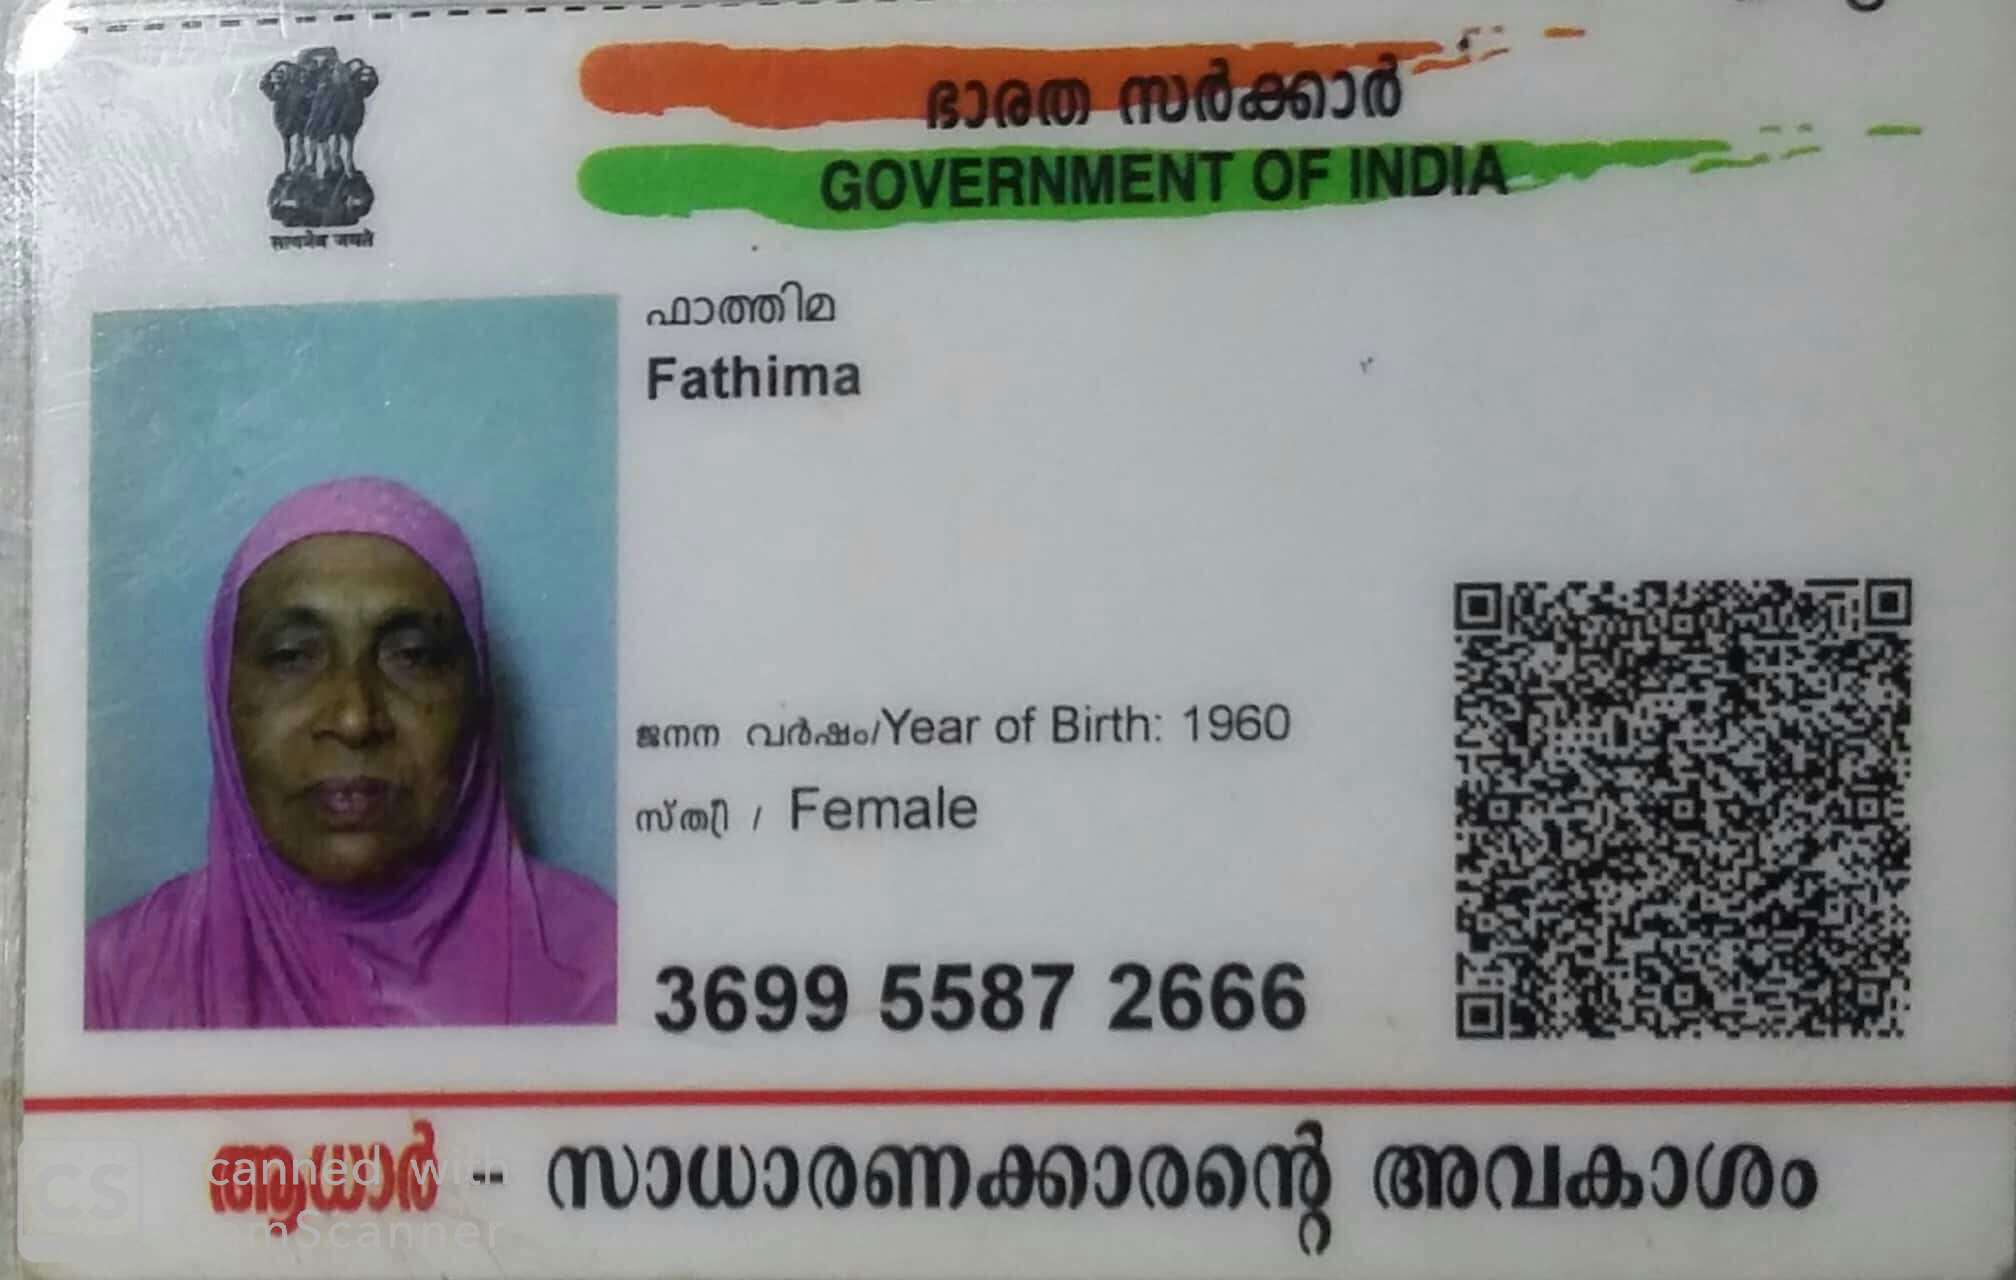 सत्यमेव जयते
ഭാരത സർക്കാർ
GOVERNMENT OF INDIA
ഫാത്തിമ
Fathima
ജനന വർഷം/Year of Birth: 1960
സ്ത്രീ / Female
3699 5587 2666
ആധാർ - സാധാരണക്കാരന്റെ അവകാശം
CS
canned with
mScanner